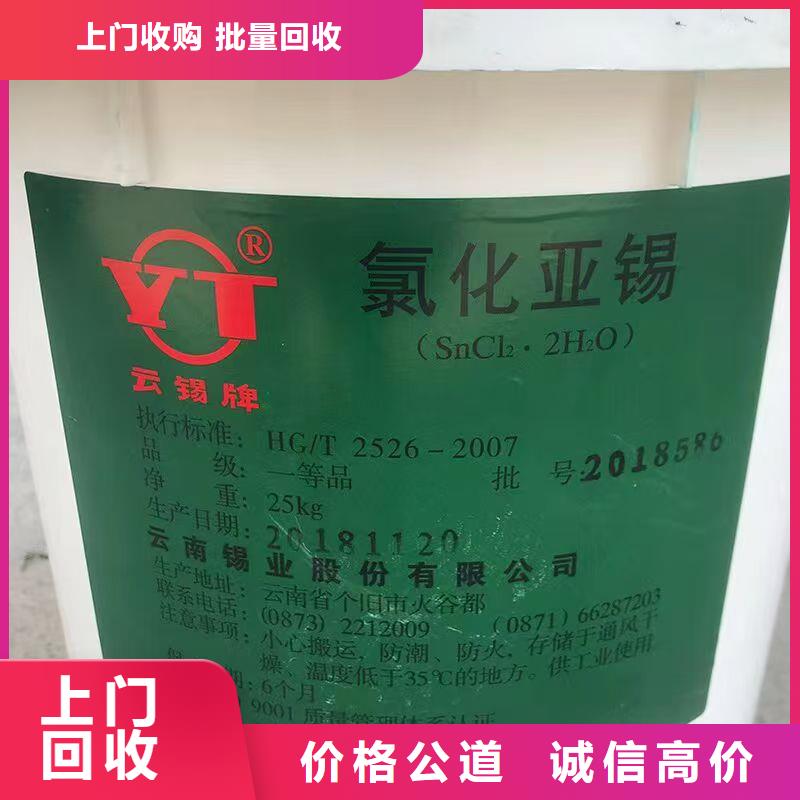 上门收购 批量回收
YT®
云锡牌
氯化亚锡
(SnCl₂·2H₂O)
执行标准: HG/T 2526-2007
品 级: 一等品 批 号:2018586
净 重: 25kg
生产日期: 20181120
云南锡业股份有限公司
生产地址: 云南省个旧市火谷都
联系电话: (0873) 2212009 (0871) 66287203
注意事项: 小心搬运,防潮、防火,存储于通风干
燥、温度低于35℃的地方。供工业使用
期:6个月
9001 质量管理体系认证
上门
回收
价格公道 诚信高价